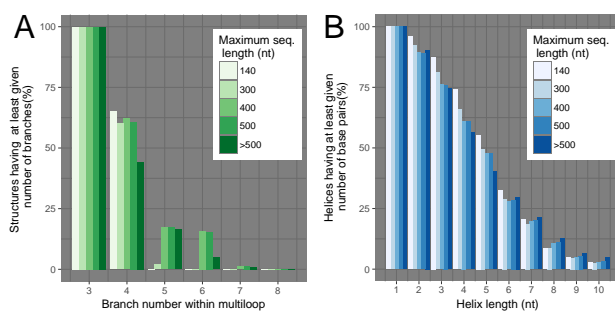 A
Structures having at least given
number of branches(%)
100
75
50
25
0
Maximum seq.
length (nt)
140
300
400
500
>500
3 4 5 6 7 8
Branch number within multiloop
B
Helices having at least given
number of base pairs(%)
100
75
50
25
0
Maximum seq.
length (nt)
140
300
400
500
>500
1 2 3 4 5 6 7 8 9 10
Helix length (nt)